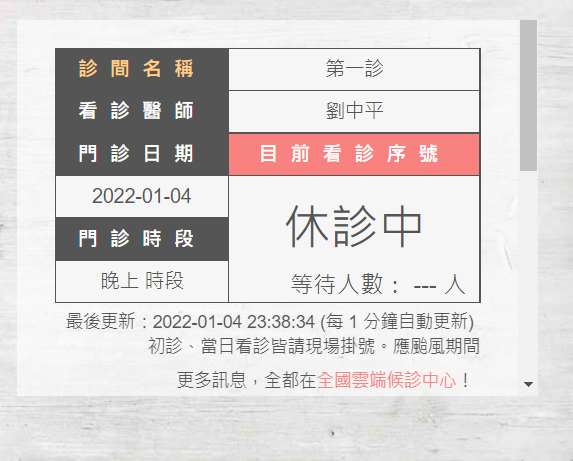 診間名稱 第一診
看診醫師 劉中平
門診日期 目前看診序號
2022-01-04
休診中
門診時段
晚上 時段 等待人數： --- 人
最後更新：2022-01-04 23:38:34 (每 1 分鐘自動更新)
初診、當日看診皆請現場掛號。應颱風期間
更多訊息，全都在全國雲端候診中心！